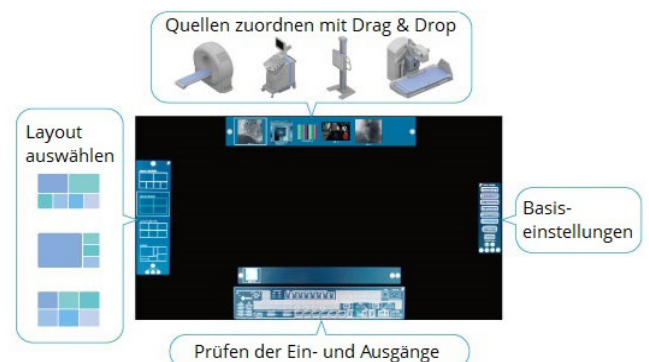 Quellen zuordnen mit Drag & Drop
Layout
auswählen
Basis-
einstellungen
Prüfen der Ein- und Ausgänge